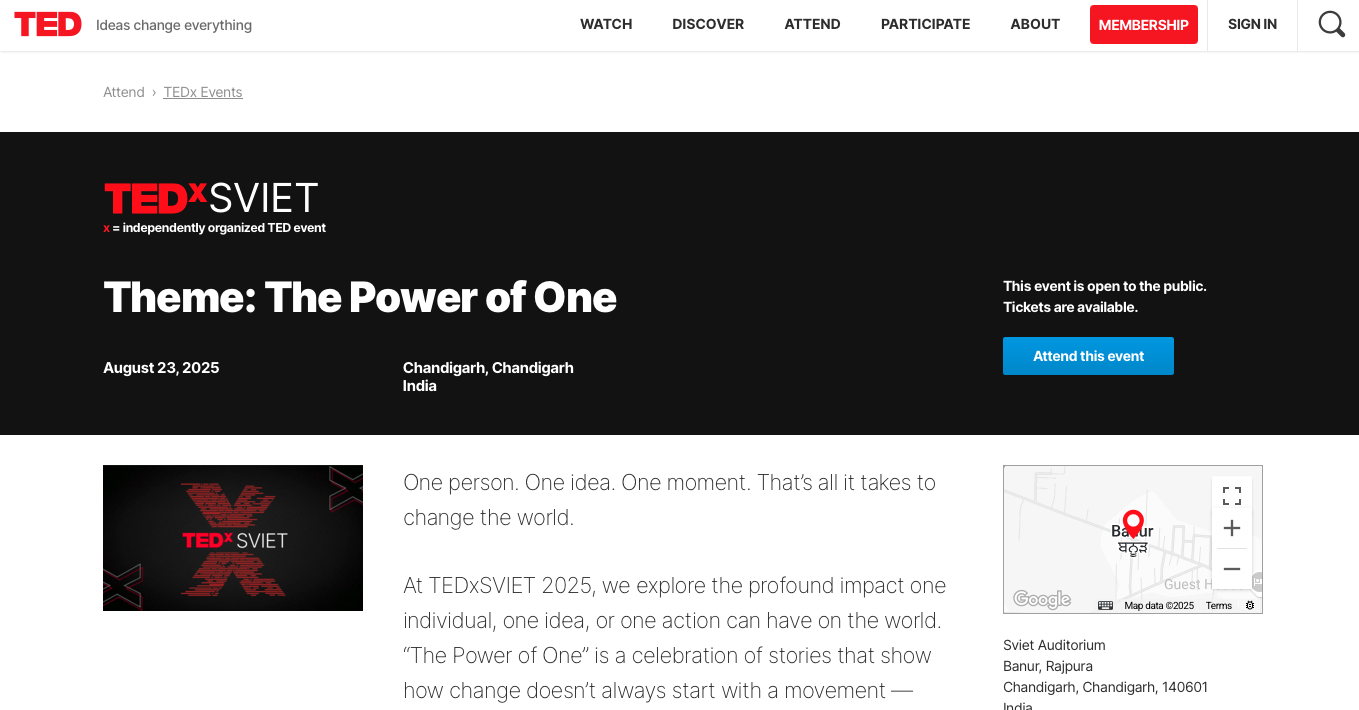 TED Ideas change everything WATCH DISCOVER ATTEND PARTICIPATE ABOUT MEMBERSHIP SIGN IN
Attend › TEDx Events
TEDxSVIET
x = independently organized TED event
Theme: The Power of One
August 23, 2025
Chandigarh, Chandigarh
India
This event is open to the public.
Tickets are available.
Attend this event
TEDx SVIET
One person. One idea. One moment. That’s all it takes to
change the world.
At TEDxSVIET 2025, we explore the profound impact one
individual, one idea, or one action can have on the world.
“The Power of One” is a celebration of stories that show
how change doesn’t always start with a movement —
Banur
ਬਨੂੜ
Guest H
Google Map data ©2025 Terms
Sviet Auditorium
Banur, Rajpura
Chandigarh, Chandigarh, 140601
India